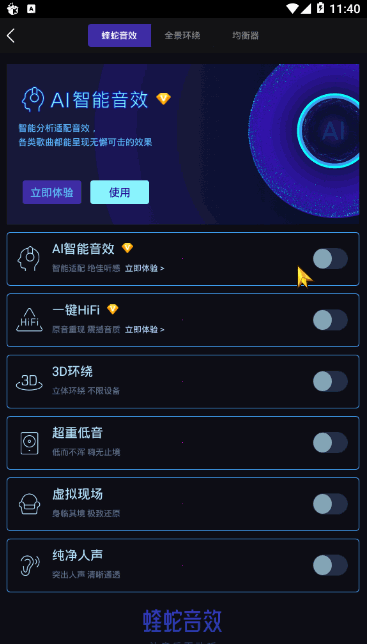 11:40
蜂蛇音效 全景环绕 均衡器
AI智能音效
智能分析适配音效，
各类歌曲都能呈现无懈可击的效果
AI
立即体验 使用
AI智能音效
智能适配 绝佳听感 立即体验 >
HiFi
一键HiFi
原音重现 震撼音质 立即体验 >
3D
3D环绕
立体环绕 不限设备
超重低音
低而不浑 嗨无止境
虚拟现场
身临其境 极致还原
纯净人声
突出人声 清晰通透
蜂蛇音效